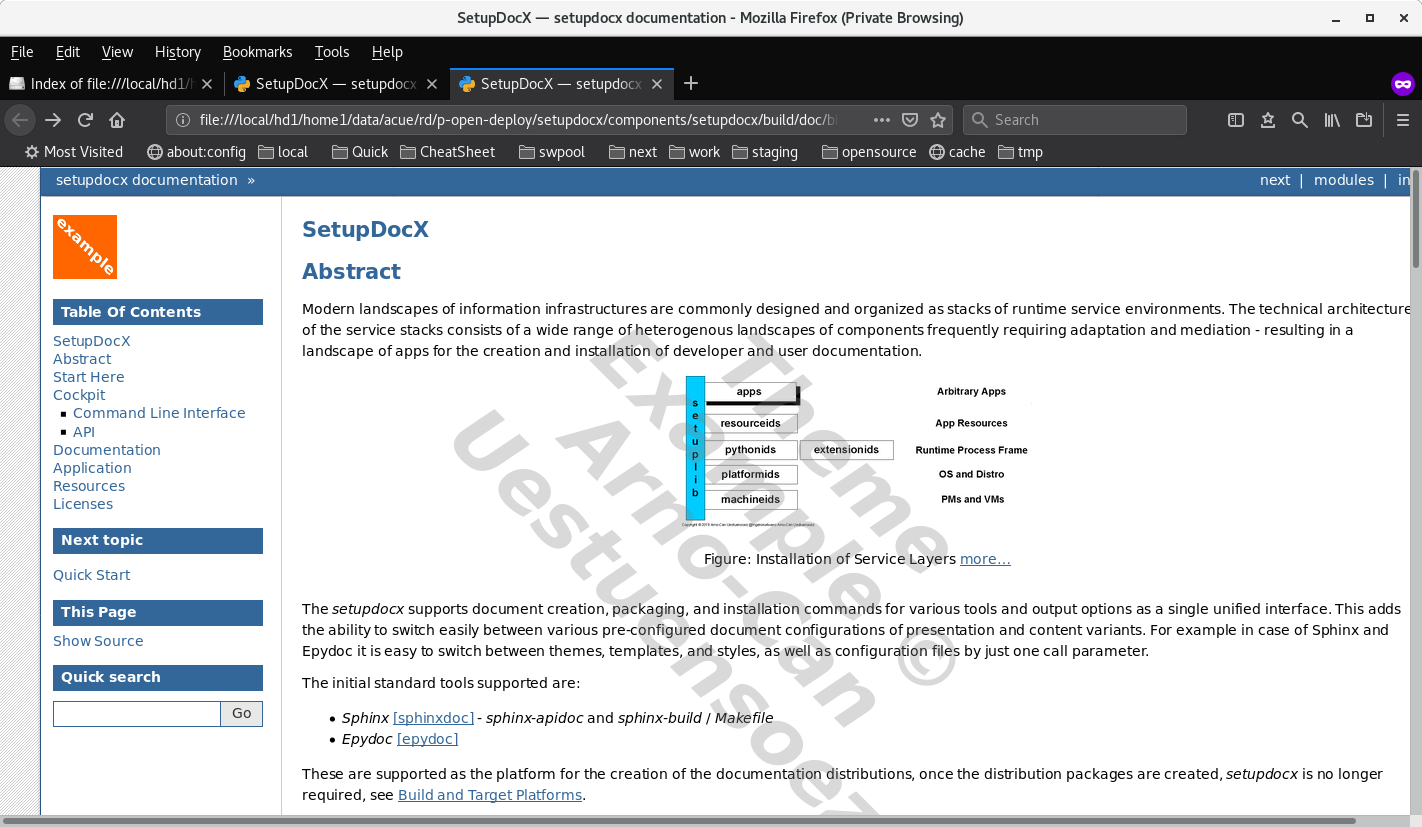 SetupDocX — setupdocx documentation - Mozilla Firefox (Private Browsing)
File Edit View History Bookmarks Tools Help
Index of file:///local/hd1/h
SetupDocX — setupdocx
SetupDocX — setupdocx
file:///local/hd1/home1/data/acue/rd/p-open-deploy/setupdocx/components/setupdocx/build/doc/bi
Search
Most Visited about:config local Quick CheatSheet swpool next work staging opensource cache tmp
setupdocx documentation »
next | modules | in
example
Table Of Contents
SetupDocX
Abstract
Start Here
Cockpit
Command Line Interface
API
Documentation
Application
Resources
Licenses
Next topic
Quick Start
This Page
Show Source
Quick search
Go
SetupDocX
Abstract
Modern landscapes of information infrastructures are commonly designed and organized as stacks of runtime service environments. The technical architecture
of the service stacks consists of a wide range of heterogenous landscapes of components frequently requiring adaptation and mediation - resulting in a
landscape of apps for the creation and installation of developer and user documentation.
setuplib
apps Arbitrary Apps
resourceids App Resources
pythonids extensionids Runtime Process Frame
platformids OS and Distro
machineids PMs and VMs
Figure: Installation of Service Layers more...
The setupdocx supports document creation, packaging, and installation commands for various tools and output options as a single unified interface. This adds
the ability to switch easily between various pre-configured document configurations of presentation and content variants. For example in case of Sphinx and
Epydoc it is easy to switch between themes, templates, and styles, as well as configuration files by just one call parameter.
The initial standard tools supported are:
• Sphinx [sphinxdoc] - sphinx-apidoc and sphinx-build / Makefile
• Epydoc [epydoc]
These are supported as the platform for the creation of the documentation distributions, once the distribution packages are created, setupdocx is no longer
required, see Build and Target Platforms.
Theme
Example ©
Arno-Can
Uestuensoez